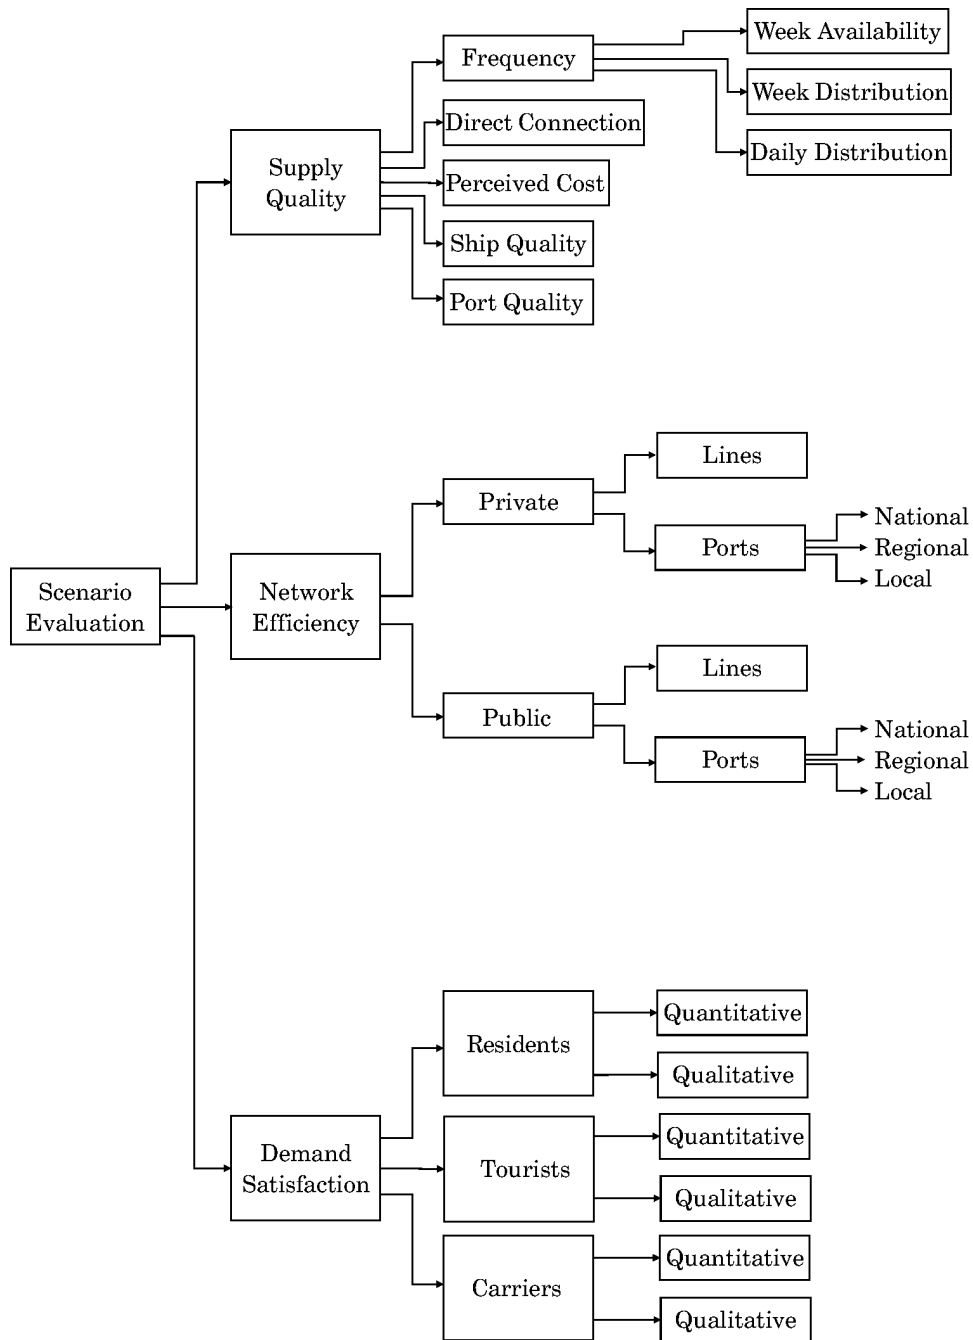 Week Availability
Frequency
Week Distribution
Direct Connection
Daily Distribution
Supply
Quality
Perceived Cost
Ship Quality
Port Quality
Lines
Private
National
Ports
Regional
Local
Scenario
Evaluation
Network
Efficiency
Lines
Public
National
Ports
Regional
Local
Quantitative
Residents
Qualitative
Quantitative
Demand
Satisfaction
Tourists
Qualitative
Quantitative
Carriers
Qualitative